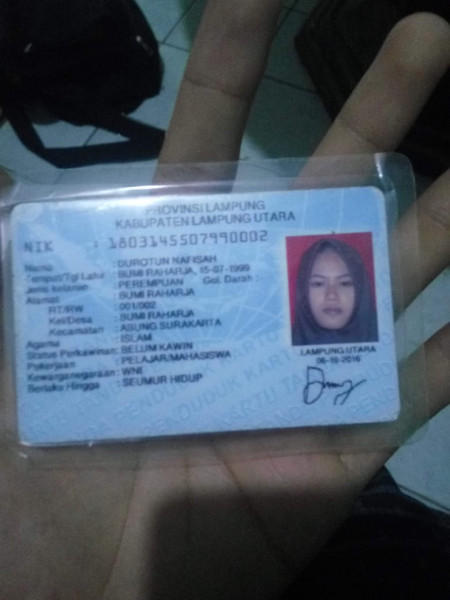 PROVINSI LAMPUNG
KABUPATEN LAMPUNG UTARA
NIK : 1803145507990002
Nama : DUROTUN NAFISAH
Tempat/Tgl Lahir : BUMI RAHARJA, 15-07-1999
Jenis kelamin : PEREMPUAN Gol. Darah :
Alamat : BUMI RAHARJA
RT/RW : 001/002
Kel/Desa : BUMI RAHARJA
Kecamatan : ABUNG SURAKARTA
Agama : ISLAM
Status Perkawinan: BELUM KAWIN
Pekerjaan : PELAJAR/MAHASISWA
Kewarganegaraan: WNI
Berlaku Hingga : SEUMUR HIDUP
LAMPUNG UTARA
06-10-2016